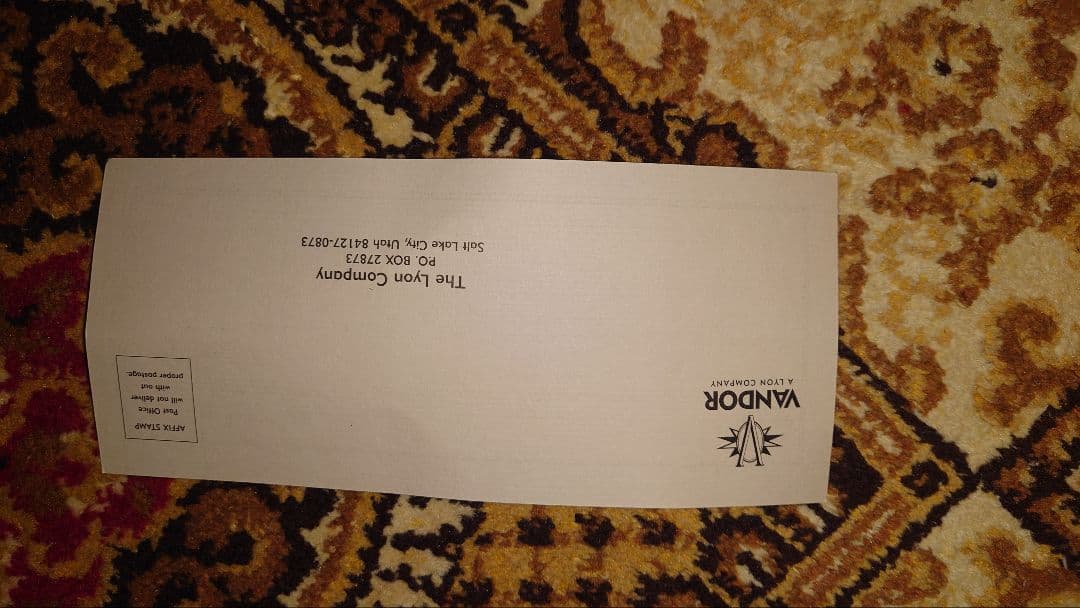 VANDOR
A LYON COMPANY
AFFIX STAMP
Post Office
will not deliver
with out
proper postage.
The Lyon Company
P.O. BOX 27873
Salt Lake City, Utah 84127-0873